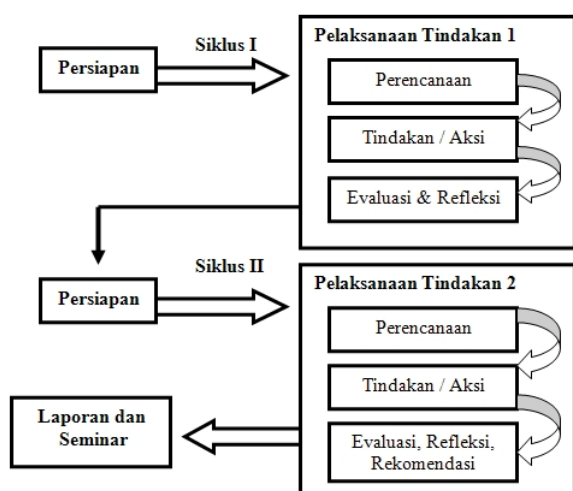 Siklus I
Persiapan
Pelaksanaan Tindakan 1
Perencanaan
Tindakan / Aksi
Evaluasi & Refleksi
Siklus II
Persiapan
Pelaksanaan Tindakan 2
Perencanaan
Tindakan / Aksi
Evaluasi, Refleksi,
Rekomendasi
Laporan dan
Seminar